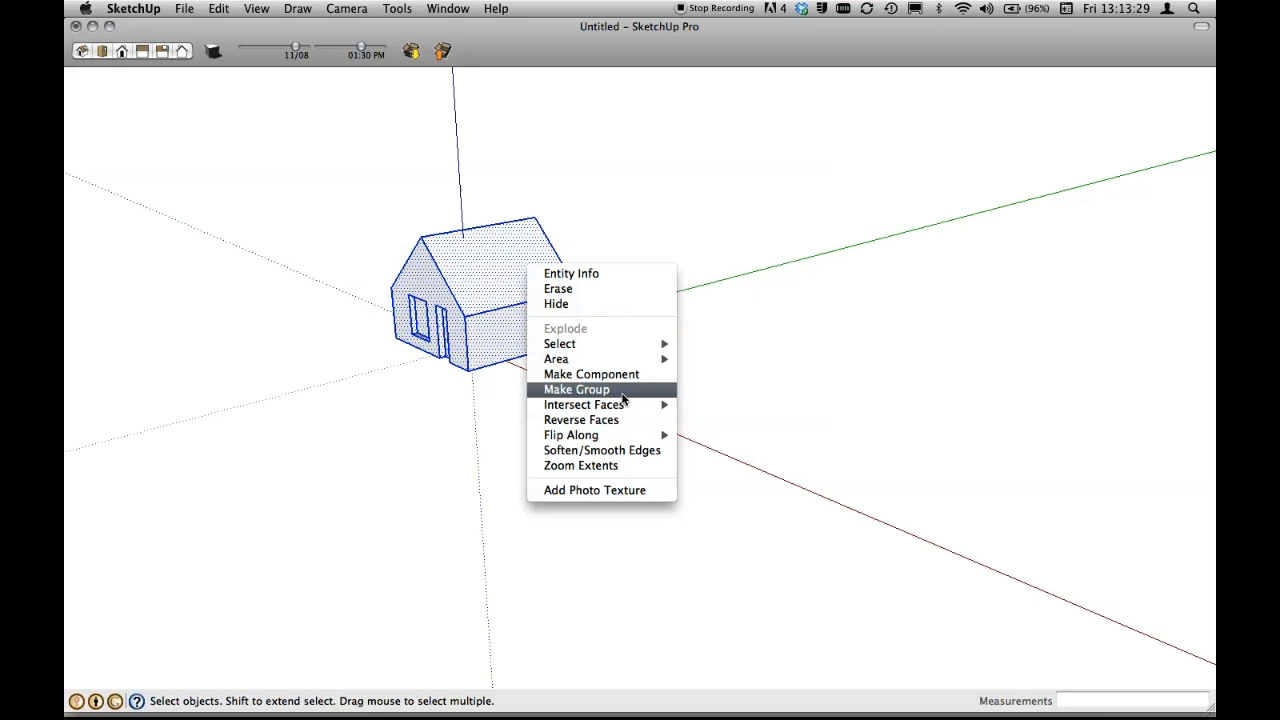 SketchUp File Edit View Draw Camera Tools Window Help Stop Recording 4 (96%) Fri 13:13:29
Untitled - SketchUp Pro
11/08 01:30 PM
Entity Info
Erase
Hide
Explode
Select
Area
Make Component
Make Group
Intersect Faces
Reverse Faces
Flip Along
Soften/Smooth Edges
Zoom Extents
Add Photo Texture
Select objects. Shift to extend select. Drag mouse to select multiple. Measurements